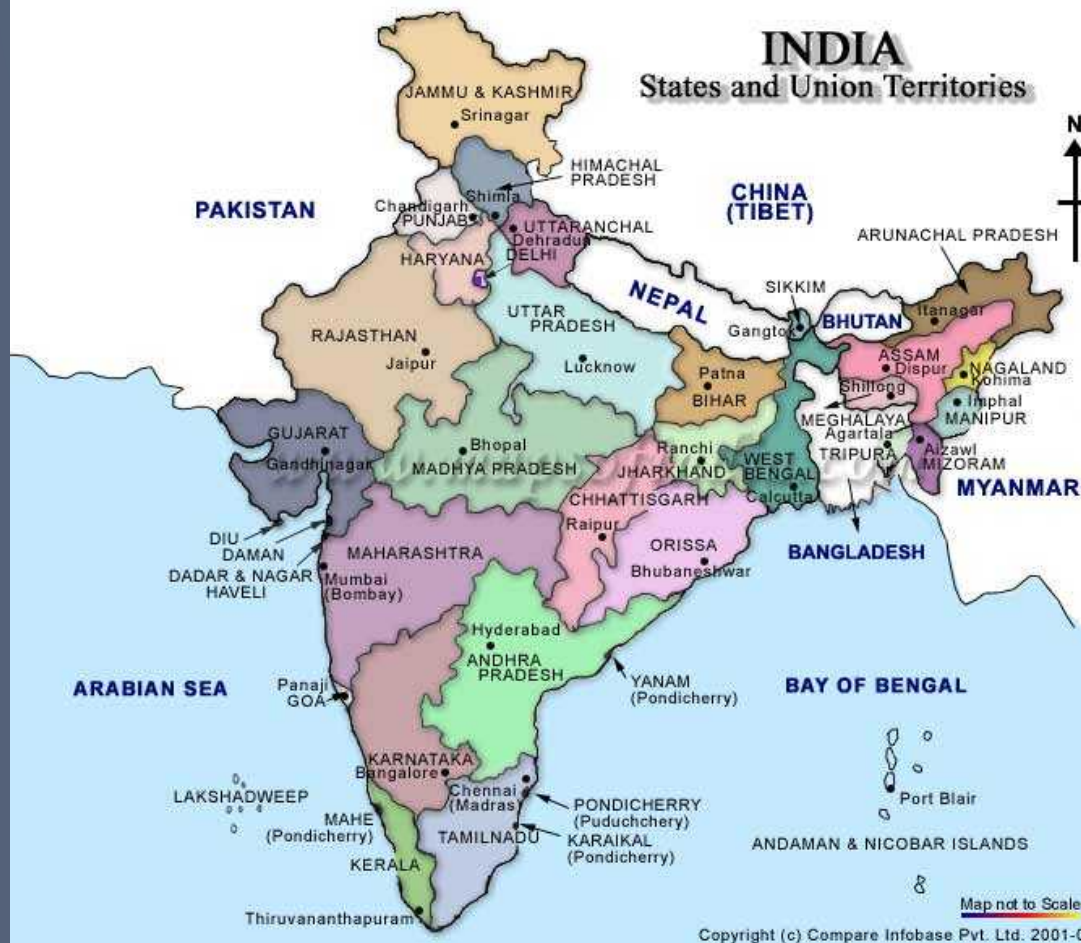 INDIA
States and Union Territories
N
JAMMU & KASHMIR
Srinagar
HIMACHAL
PRADESH
Shimla
Chandigarh
PUNJAB
PAKISTAN
CHINA
(TIBET)
UTTARANCHAL
Dehradun
DELHI
HARYANA
ARUNACHAL PRADESH
SIKKIM
NEPAL
Itanagar
BHUTAN
Gangtok
UTTAR
PRADESH
RAJASTHAN
Jaipur
Lucknow
ASSAM
Dispur
NAGALAND
Kohima
Patna
BIHAR
Shillong
Imphal
MANIPUR
MEGHALAYA
Agartala
TRIPURA
Aizawl
MIZORAM
GUJARAT
Gandhinagar
Bhopal
MADHYA PRADESH
Ranchi
JHARKHAND
WEST
BENGAL
Calcutta
MYANMAR
CHHATTISGARH
Raipur
ORISSA
Bhubaneshwar
BANGLADESH
DIU
DAMAN
DADAR & NAGAR
HAVELI
MAHARASHTRA
Mumbai
(Bombay)
Hyderabad
ANDHRA
PRADESH
YANAM
(Pondicherry)
ARABIAN SEA
Panaji
GOA
BAY OF BENGAL
KARNATAKA
Bangalore
LAKSHADWEEP
Chennai
(Madras)
PONDICHERRY
(Puduchchery)
Port Blair
MAHE
(Pondicherry)
TAMILNADU
KARAIKAL
(Pondicherry)
KERALA
ANDAMAN & NICOBAR ISLANDS
Thiruvananthapuram
Map not to Scale
Copyright (c) Compare Infobase Pvt. Ltd. 2001-0